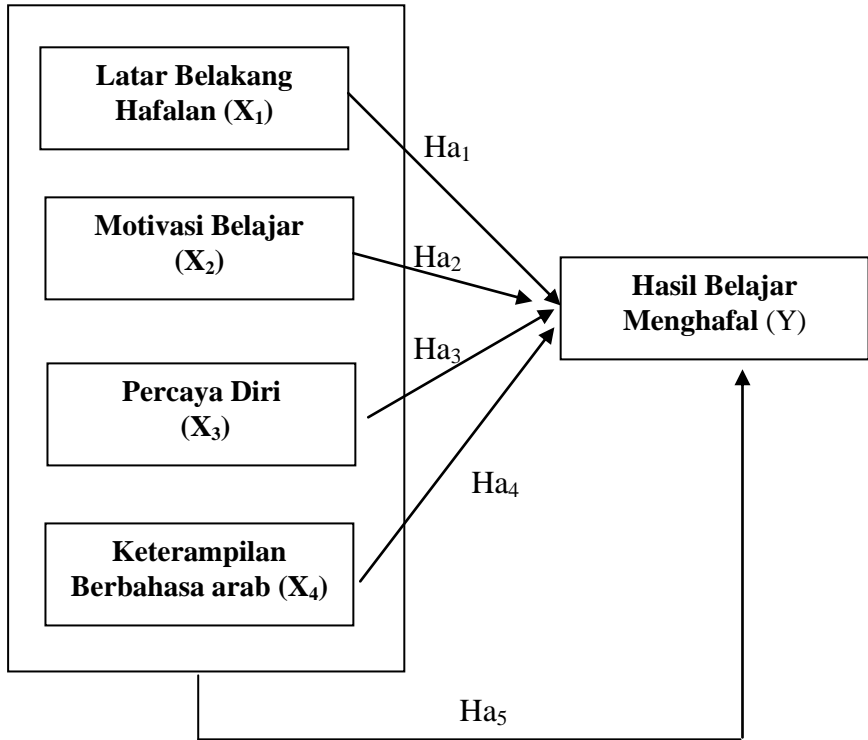 Latar Belakang
Hafalan (X₁)
Ha₁
Motivasi Belajar
(X₂)
Ha₂
Hasil Belajar
Menghafal (Y)
Percaya Diri
(X₃)
Ha₃
Ha₄
Keterampilan
Berbahasa arab (X₄)
Ha₅